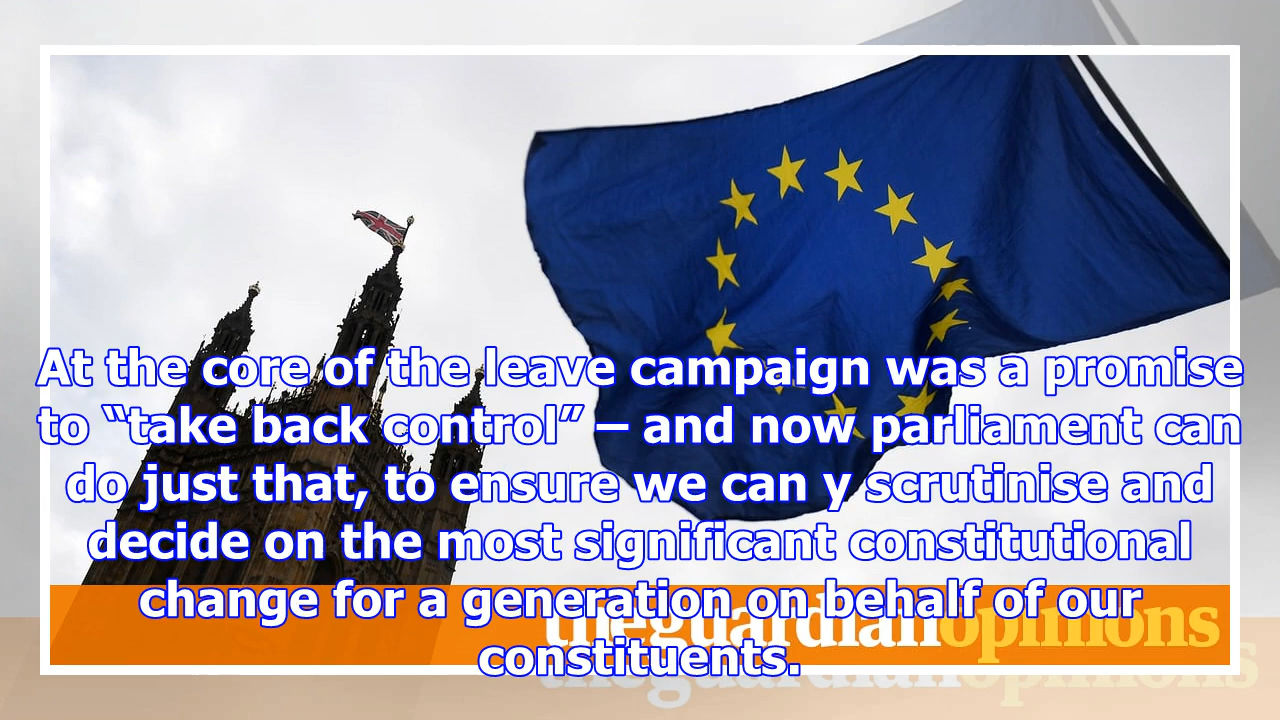 At the core of the leave campaign was a promise
to “take back control” – and now parliament can
do just that, to ensure we can y scrutinise and
decide on the most significant constitutional
change for a generation on behalf of our
theguardianopinions
constituents.
theguardianopinions